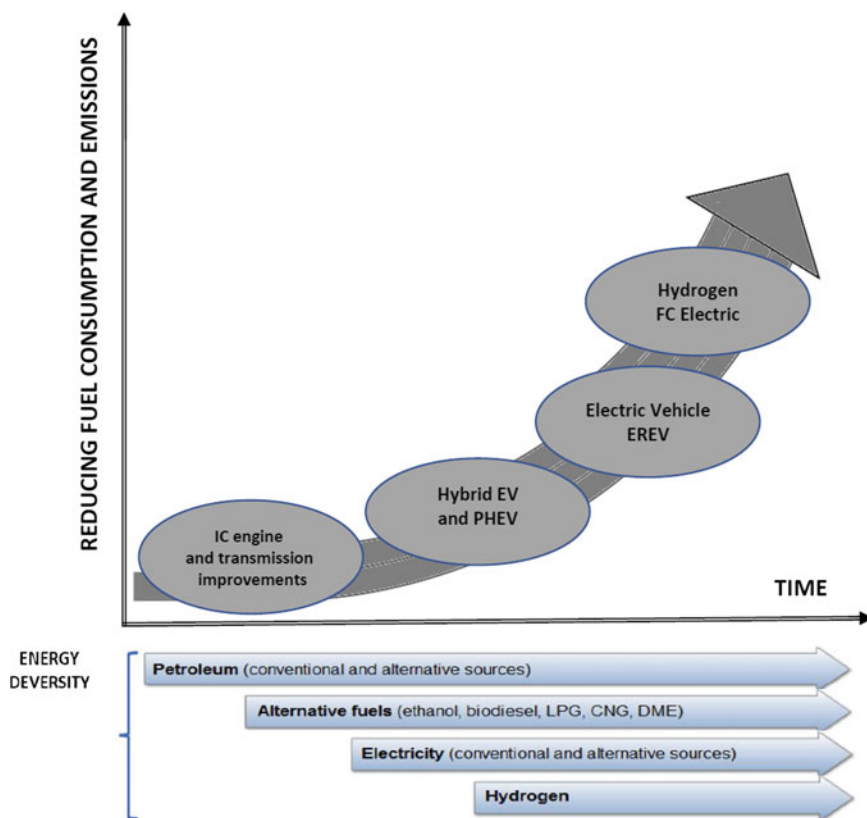 REDUCING FUEL CONSUMPTION AND EMISSIONS
Hydrogen
FC Electric
Electric Vehicle
EREV
Hybrid EV
and PHEV
IC engine
and transmission
improvements
TIME
ENERGY
DEVERSITY
Petroleum (conventional and alternative sources)
Alternative fuels (ethanol, biodiesel, LPG, CNG, DME)
Electricity (conventional and alternative sources)
Hydrogen